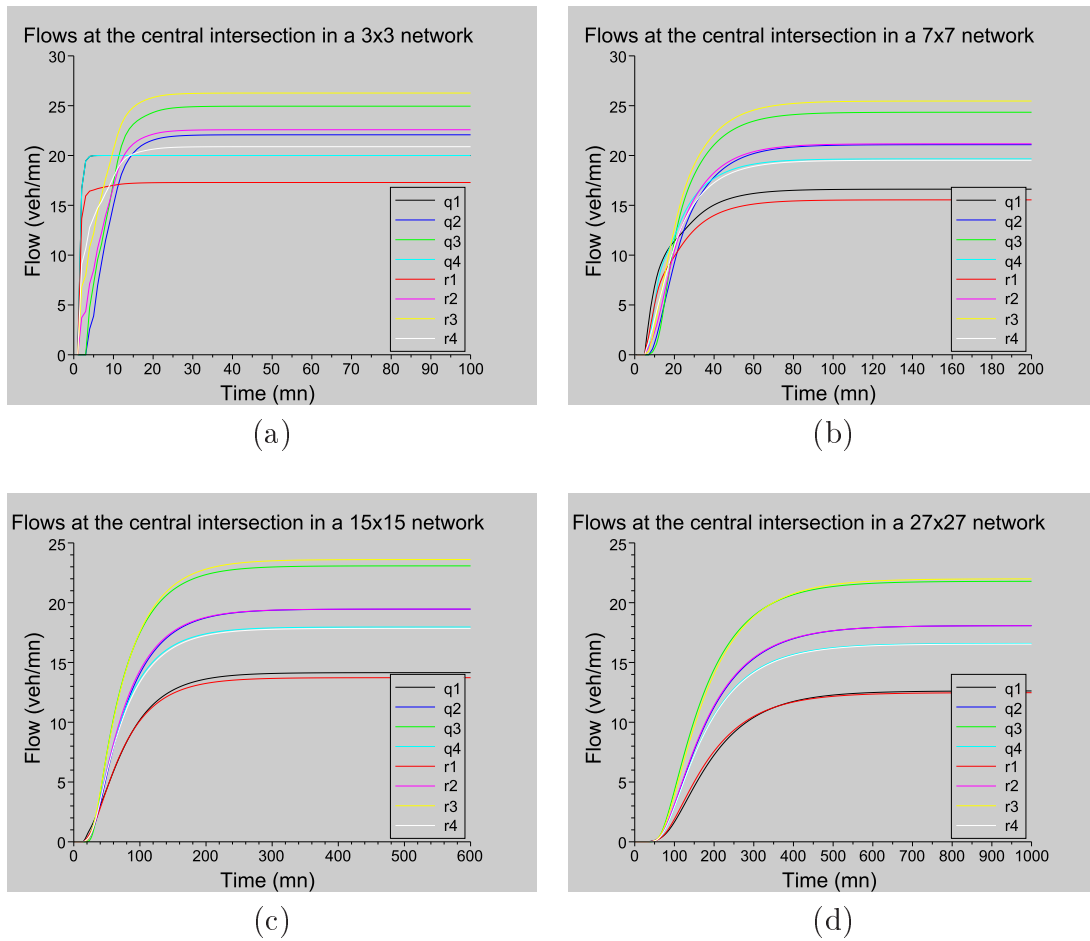 Flows at the central intersection in a 3x3 network
Flow (veh/mn)
30
25
20
15
10
5
0
q1
q2
q3
q4
r1
r2
r3
r4
0 10 20 30 40 50 60 70 80 90 100
Time (mn)
(a)
Flows at the central intersection in a 7x7 network
Flow (veh/mn)
30
25
20
15
10
5
0
q1
q2
q3
q4
r1
r2
r3
r4
0 20 40 60 80 100 120 140 160 180 200
Time (mn)
(b)
Flows at the central intersection in a 15x15 network
Flow (veh/mn)
25
20
15
10
5
0
q1
q2
q3
q4
r1
r2
r3
r4
0 100 200 300 400 500 600
Time (mn)
(c)
Flows at the central intersection in a 27x27 network
Flow (veh/mn)
25
20
15
10
5
0
q1
q2
q3
q4
r1
r2
r3
r4
0 100 200 300 400 500 600 700 800 900 1000
Time (mn)
(d)